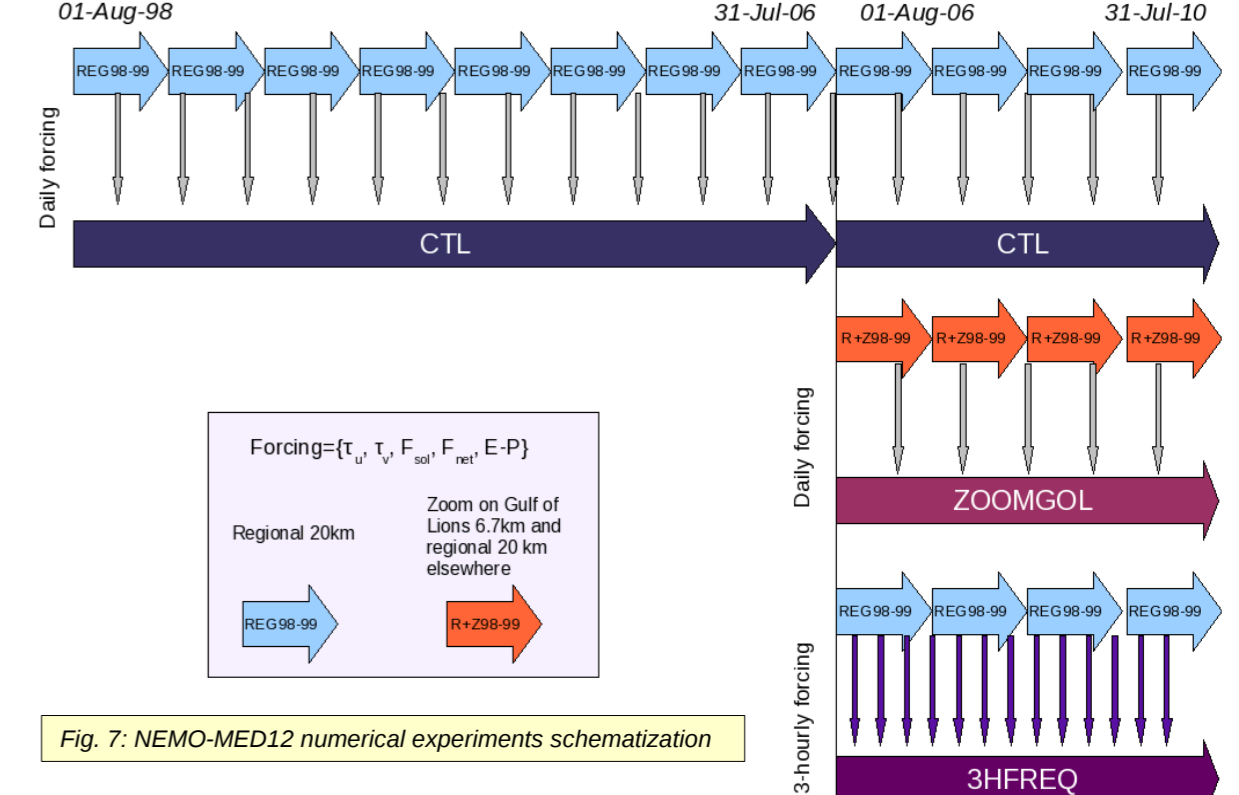 01-Aug-98 31-Jul-06 01-Aug-06 31-Jul-10
REG98-99 REG98-99 REG98-99 REG98-99 REG98-99 REG98-99 REG98-99 REG98-99 REG98-99 REG98-99 REG98-99 REG98-99
Daily forcing
CTL CTL
R+Z98-99 R+Z98-99 R+Z98-99 R+Z98-99
Daily forcing
ZOOMGOL
Forcing={τu, τv, Fsol, Fnet, E-P}
Regional 20km
Zoom on Gulf of
Lions 6.7km and
regional 20 km
elsewhere
REG98-99 R+Z98-99
REG98-99 REG98-99 REG98-99 REG98-99
3-hourly forcing
3HFREQ
Fig. 7: NEMO-MED12 numerical experiments schematization